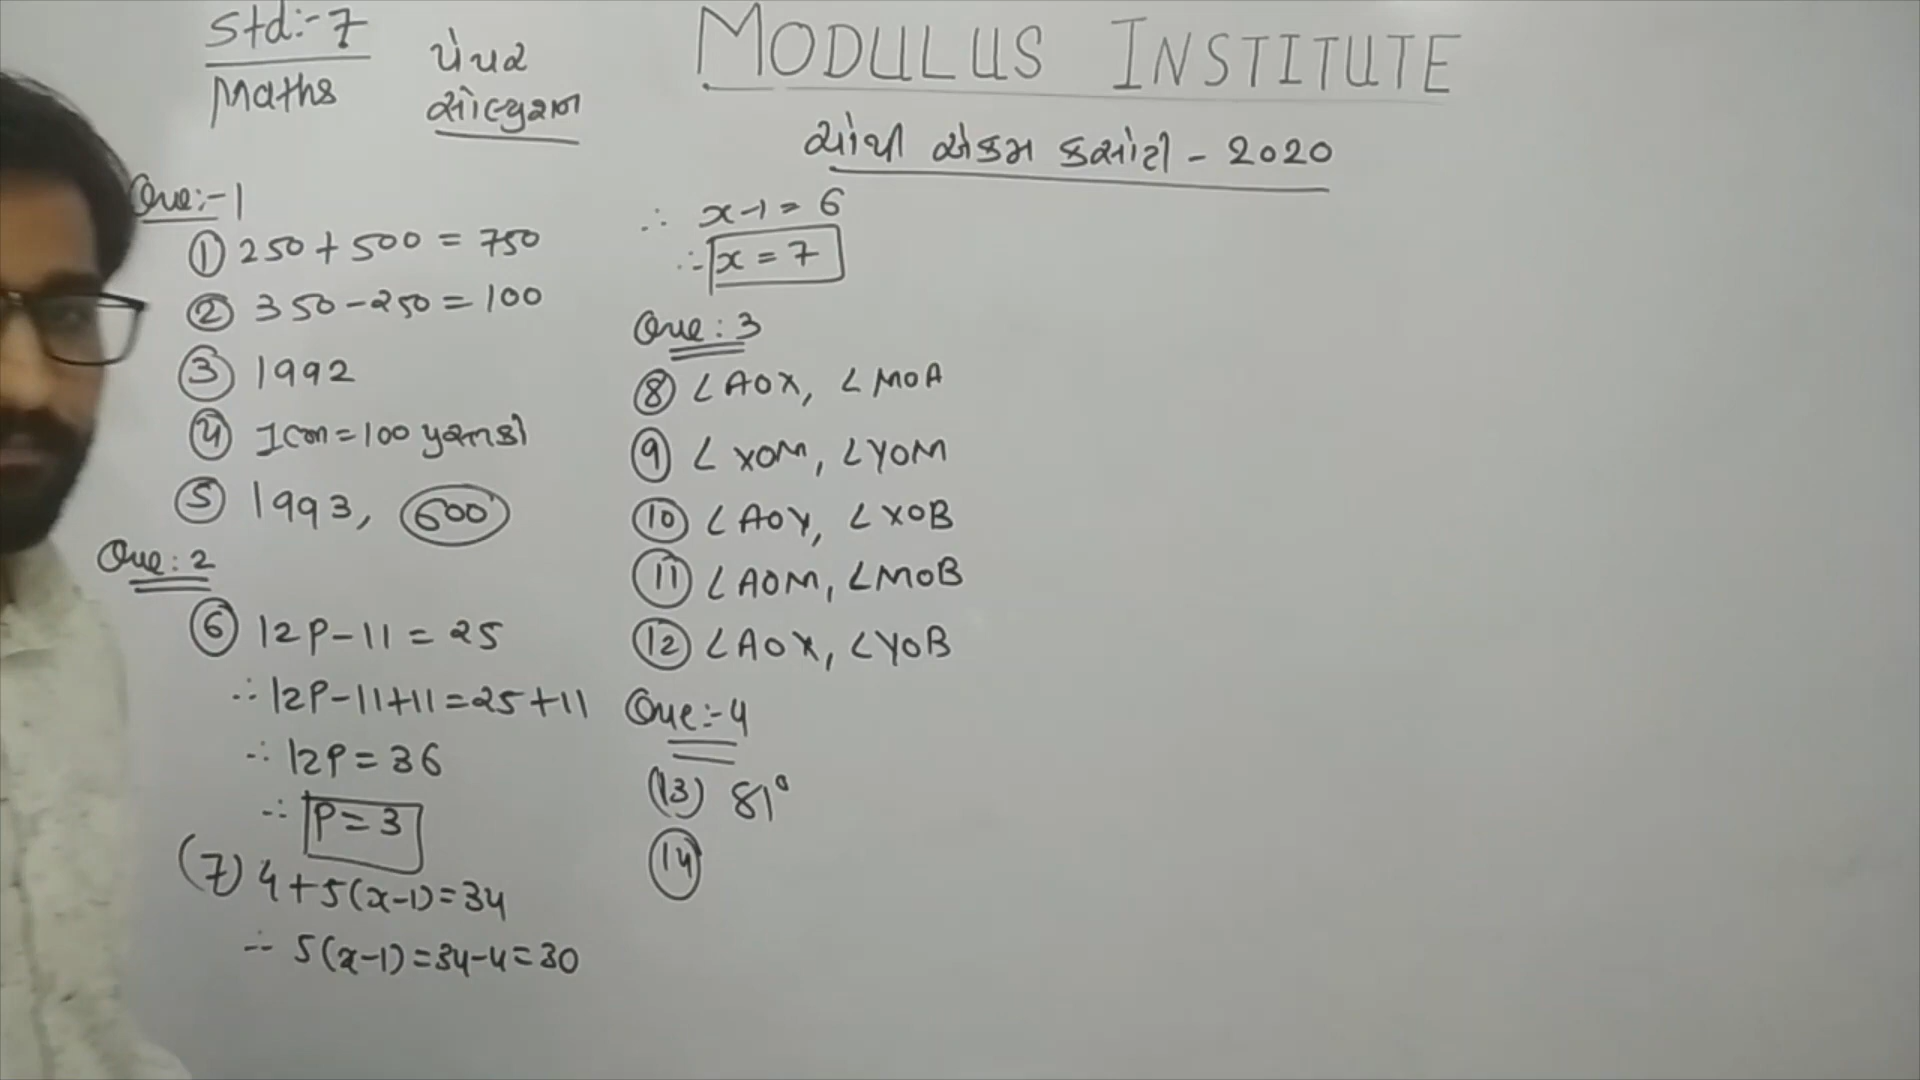 Std:- 7
Maths
પેપર
સોલ્યુશન
MODULUS INSTITUTE
સાંથી એકમ કસોટી - 2020
Que:-1
① 250 + 500 = 750
② 350 - 250 = 100
③ 1992
④ 1cm = 100 યુનિટ
⑤ 1993, 600
Que: 2
⑥ 12P - 11 = 25
∴ 12P - 11 + 11 = 25 + 11
∴ 12P = 36
∴ P = 3
(7) 4 + 5(x-1) = 34
∴ 5(x-1) = 34 - 4 = 30
∴ x - 1 = 6
∴ x = 7
Que: 3
⑧ ∠AOX, ∠MOA
⑨ ∠XOM, ∠YOM
⑩ ∠AOY, ∠XOB
⑪ ∠AOM, ∠MOB
⑫ ∠AOX, ∠YOB
Que:-4
(13) 81°
⑭